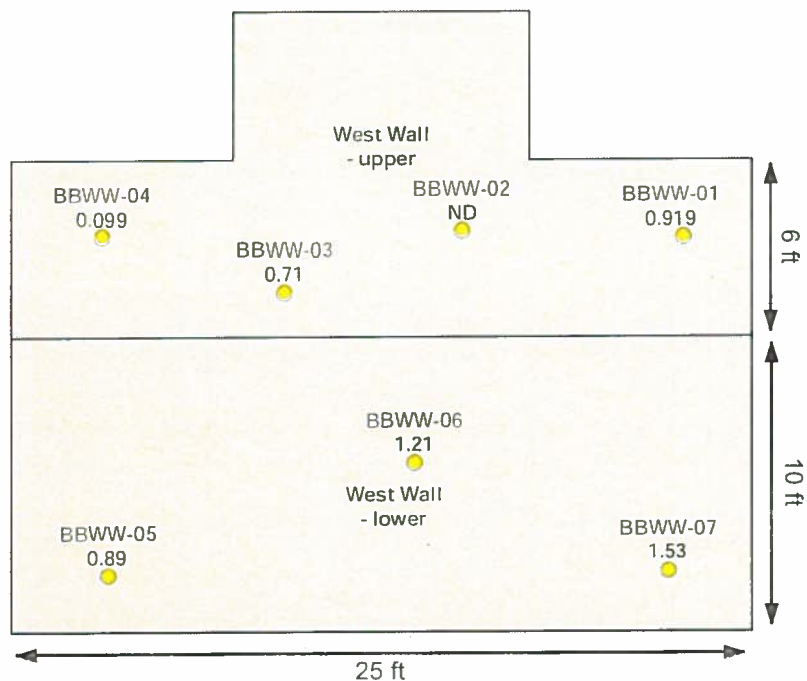 West Wall
- upper
BBWW-04
0.099
BBWW-02
ND
BBWW-01
0.919
BBWW-03
0.71
6 ft
BBWW-06
1.21
West Wall
- lower
10 ft
BBWW-05
0.89
BBWW-07
1.53
25 ft